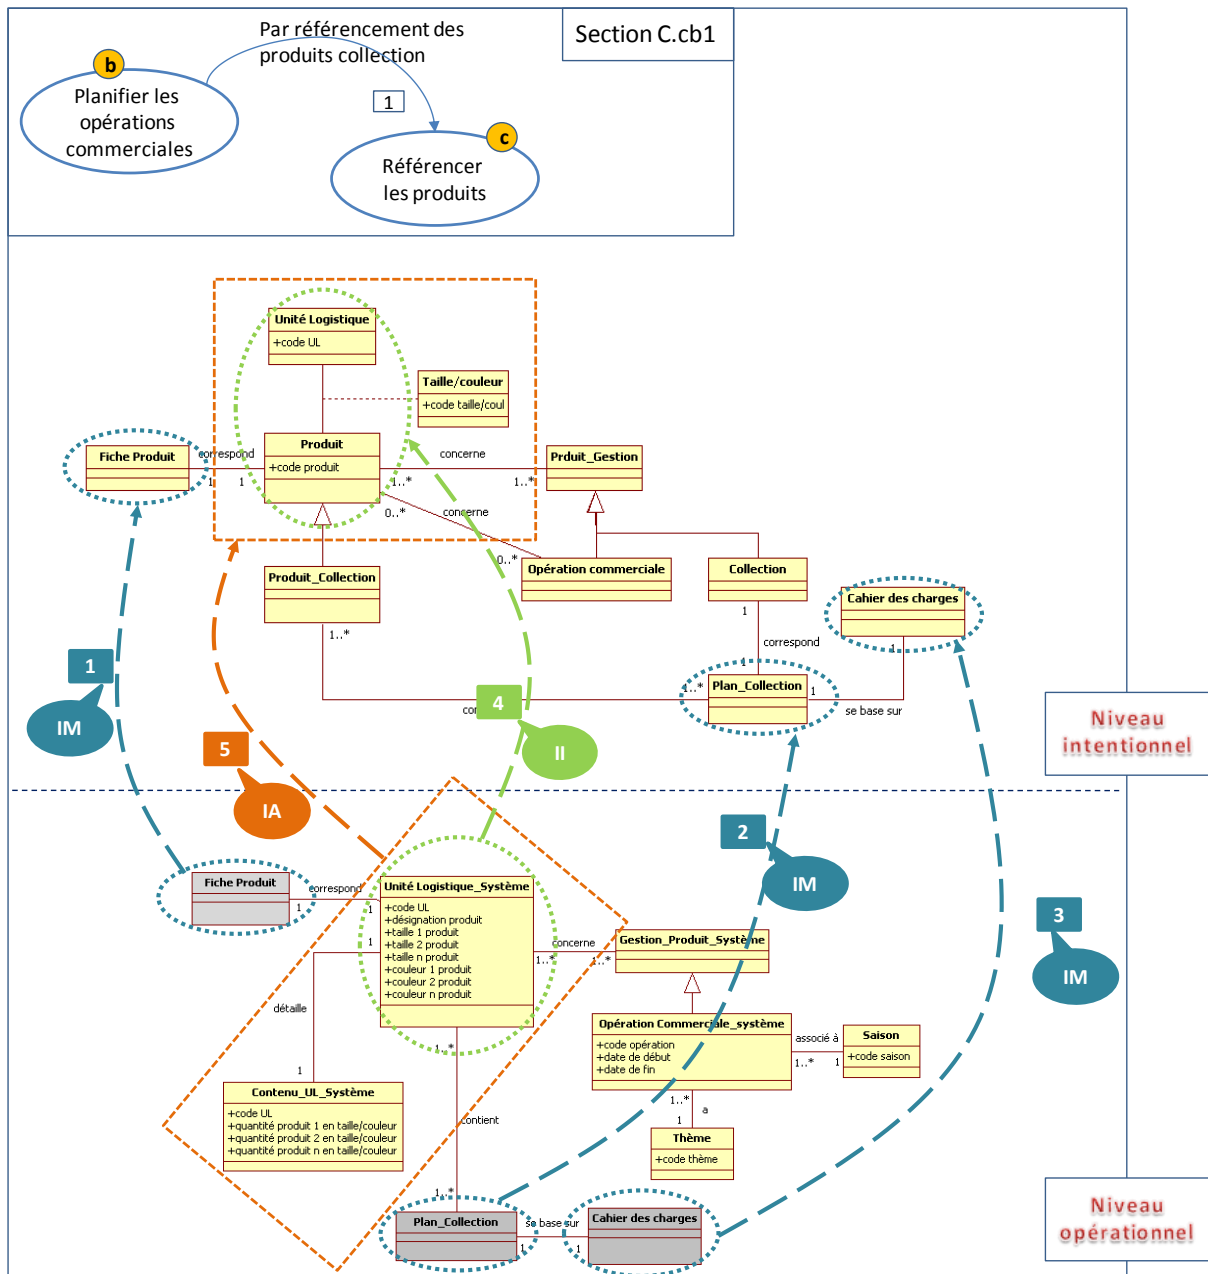 Par référencement des
produits collection
Section C.cb1
b
Planifier les
opérations
commerciales
1
c
Référencer
les produits
Unité Logistique
+code UL
Taille/couleur
+code taille/coul
Fiche Produit
correspond
1
1
Produit
+code produit
concerne
1..*
1..*
Prduit_Gestion
0..*
concerne
0..*
Produit_Collection
1..*
Opération commerciale
Collection
1
Cahier des charges
1
correspond
1
1..*
Plan_Collection
1
se base sur
1
IM
4
II
5
IA
Niveau
intentionnel
2
IM
3
IM
Fiche Produit
correspond
1
1
Unité Logistique_Système
+code UL
+désignation produit
+taille 1 produit
+taille 2 produit
+taille n produit
+couleur 1 produit
+couleur 2 produit
+couleur n produit
1
concerne
1..*
1..*
Gestion_Produit_Système
détaille
1
1..*
Opération Commerciale_système
+code opération
+date de début
+date de fin
associé à
1..*
1
Saison
+code saison
1..*
a
1
Thème
+code thème
Contenu_UL_Système
+code UL
+quantité produit 1 en taille/couleur
+quantité produit 2 en taille/couleur
+quantité produit n en taille/couleur
contient
1..*
Plan_Collection
se base sur
1
1
Cahier des charges
Niveau
opérationnel